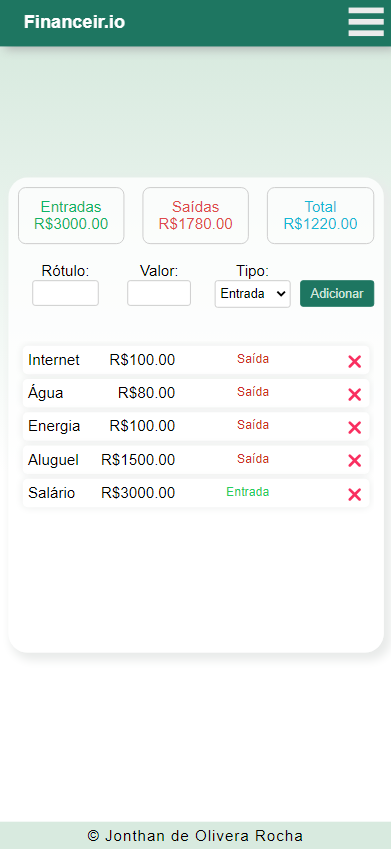 Financeir.io
Entradas Saídas Total
R$3000.00 R$1780.00 R$1220.00
Rótulo: Valor: Tipo:
Entrada Adicionar
Internet R$100.00 Saída
Água R$80.00 Saída
Energia R$100.00 Saída
Aluguel R$1500.00 Saída
Salário R$3000.00 Entrada
© Jonthan de Olivera Rocha